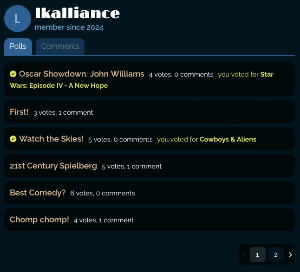 L
lkalliance
member since 2024
Polls
Comments
Oscar Showdown: John Williams 4 votes, 0 comments you voted for Star
Wars: Episode IV - A New Hope
First! 3 votes, 1 comment
Watch the Skies! 5 votes, 0 comments you voted for Cowboys & Aliens
21st Century Spielberg 5 votes, 1 comment
Best Comedy? 6 votes, 0 comments
Chomp chomp! 4 votes, 1 comment
‹ 1 2 ›